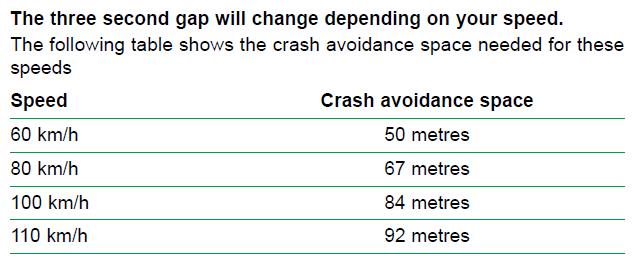 The three second gap will change depending on your speed.
The following table shows the crash avoidance space needed for these
speeds
Speed Crash avoidance space
60 km/h 50 metres
80 km/h 67 metres
100 km/h 84 metres
110 km/h 92 metres